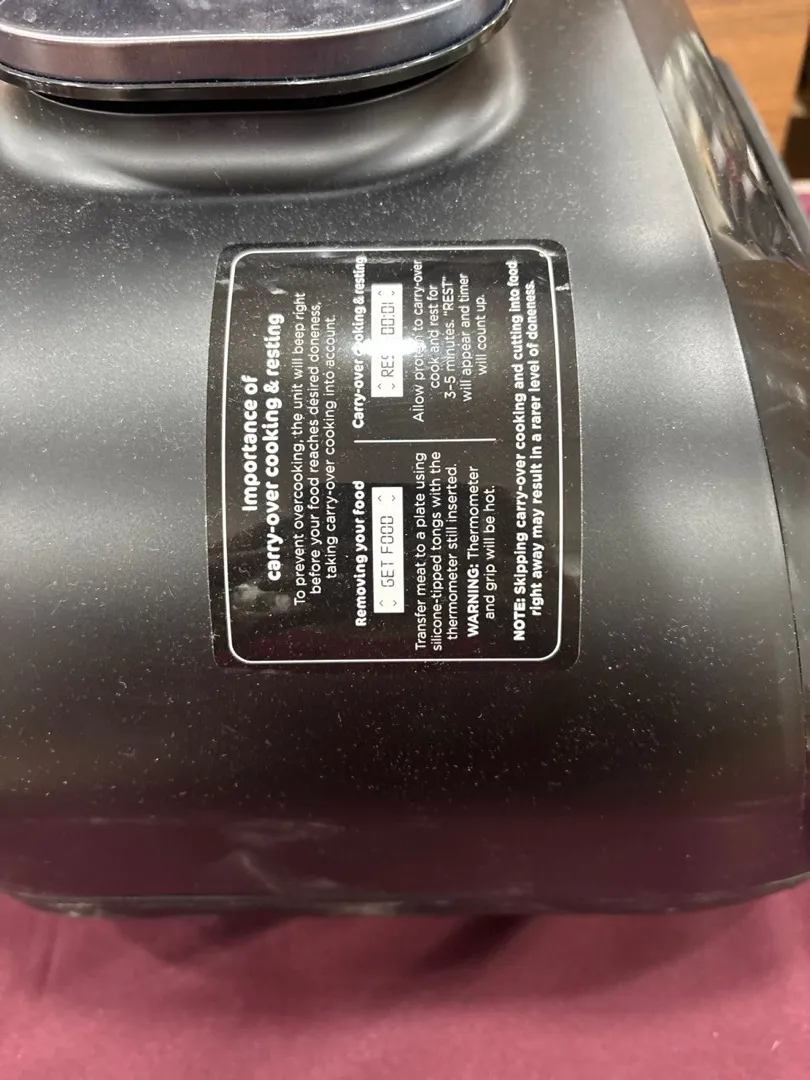 Importance of
carry-over cooking & resting
To prevent overcooking, the unit will beep right
before your food reaches desired doneness,
taking carry-over cooking into account.
Removing your food
GET FOOD
Transfer meat to a plate using
silicone-tipped tongs with the
thermometer still inserted.
WARNING: Thermometer
and grip will be hot.
Carry-over cooking & resting
REST 00:01
Allow protein to carry-over
cook and rest for
3-5 minutes. "REST"
will appear and timer
will count up.
NOTE: Skipping carry-over cooking and cutting into food
right away may result in a rarer level of doneness.